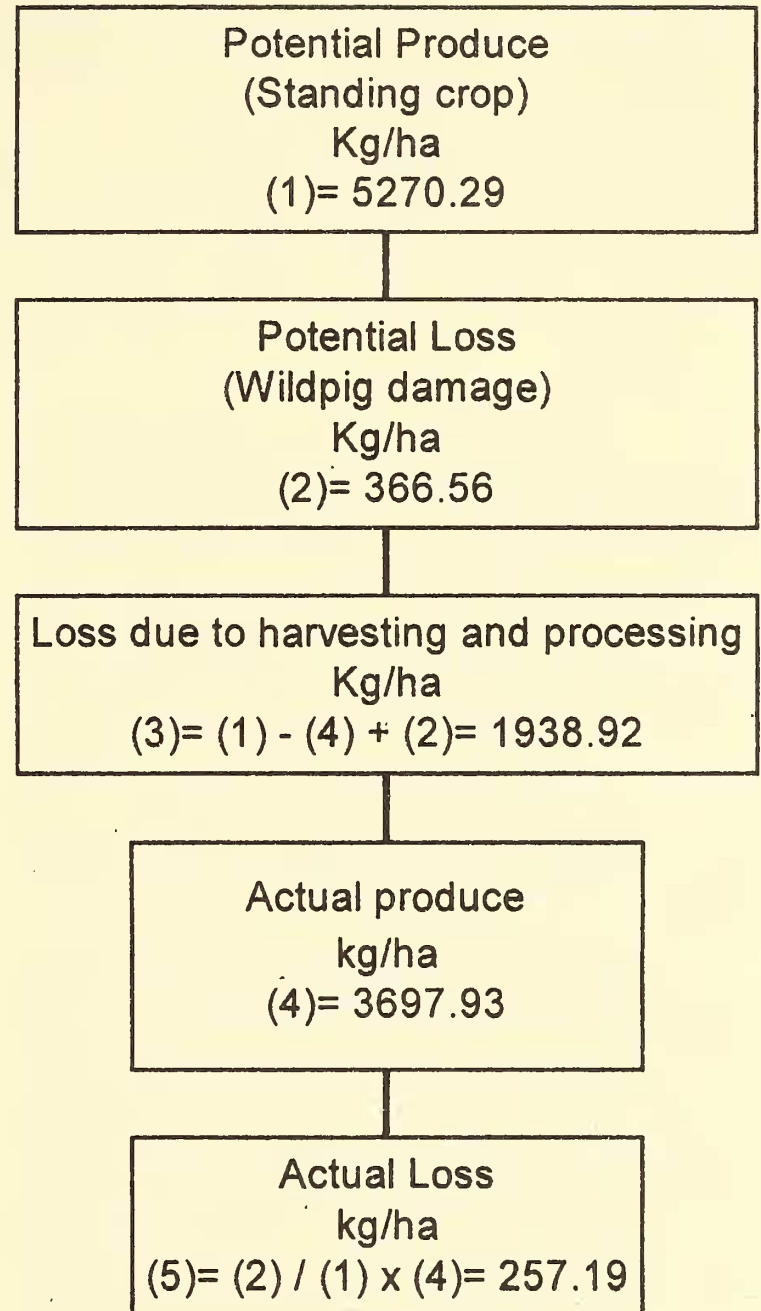 Potential Produce
(Standing crop)
Kg/ha
(1)= 5270.29
Potential Loss
(Wildpig damage)
Kg/ha
(2)= 366.56
Loss due to harvesting and processing
Kg/ha
(3)= (1) - (4) + (2)= 1938.92
Actual produce
kg/ha
(4)= 3697.93
Actual Loss
kg/ha
(5)= (2) / (1) x (4)= 257.19